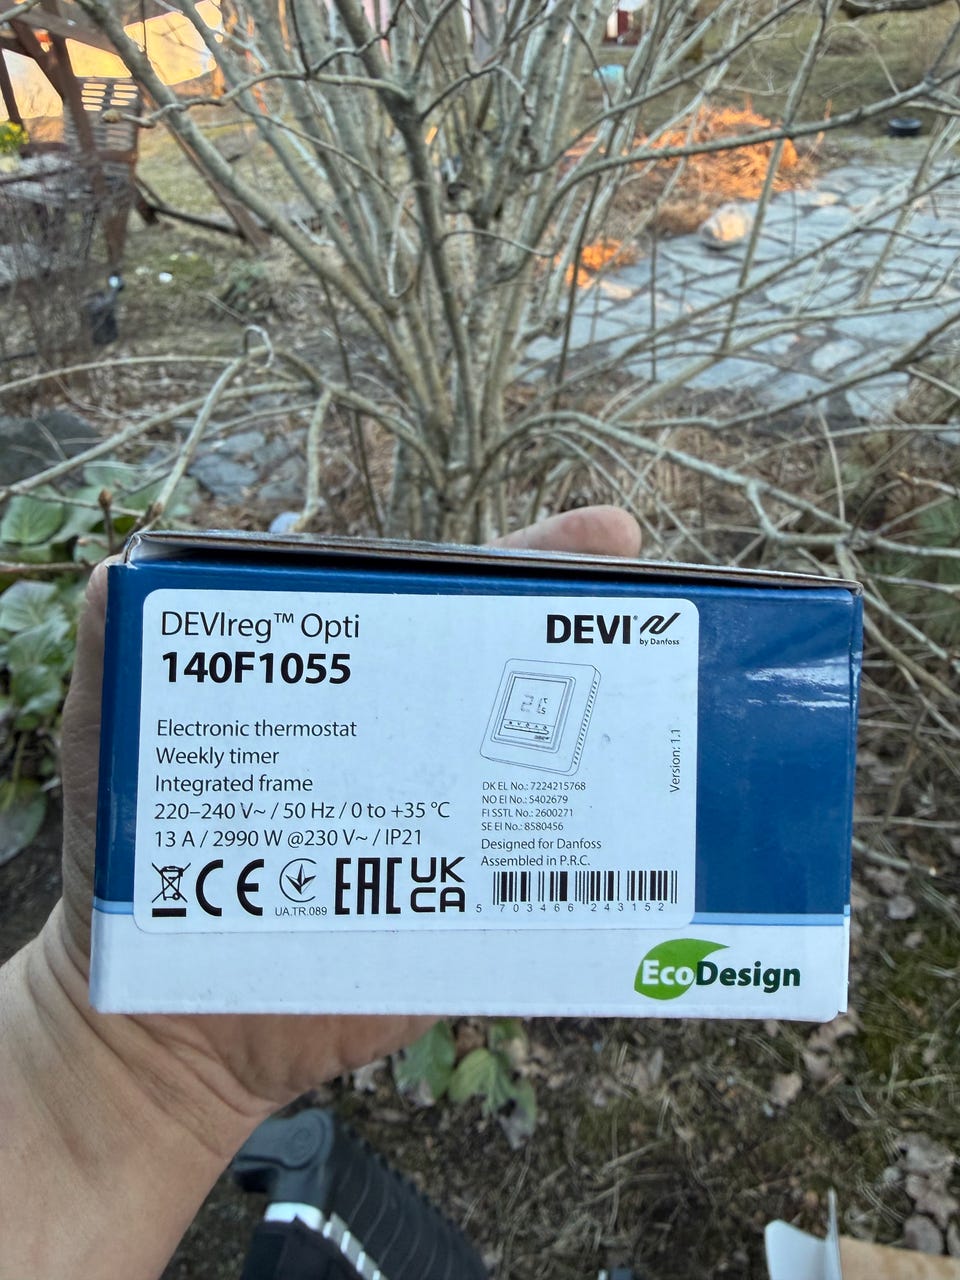 DEVIreg™ Opti
140F1055
DEVI®
by Danfoss
Electronic thermostat
Weekly timer
Integrated frame
220–240 V~ / 50 Hz / 0 to +35 °C
13 A / 2990 W @230 V~ / IP21
DK EL No.: 7224215768
NO El No.: 5402679
FI SSTL No.: 2600271
SE El No.: 8580456
Designed for Danfoss
Assembled in P.R.C.
Version: 1.1
CE
UA.TR.089
EAC
UK
CA
5 703466 243152
EcoDesign